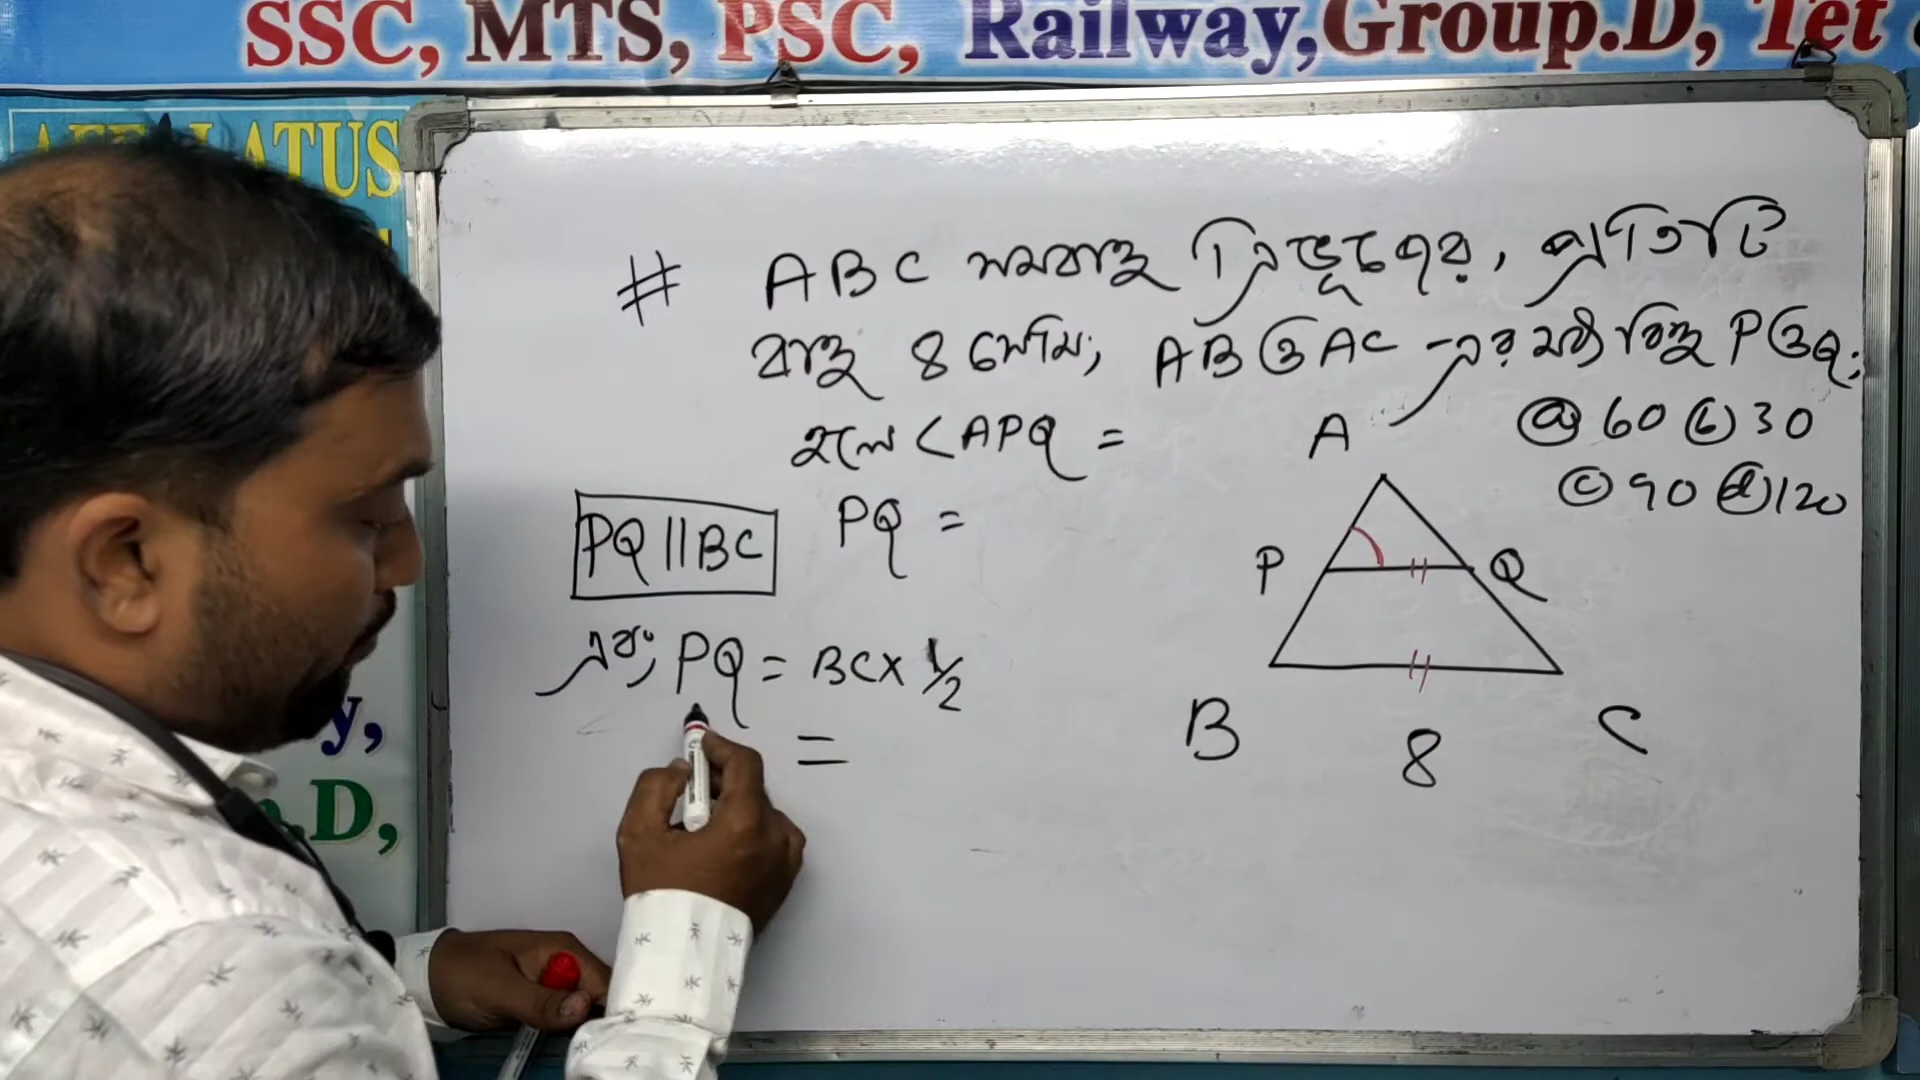 SSC, MTS, PSC, Railway, Group.D, Tet
# ABC সমবাহু ত্রিভূজের, প্রতিটি
বাহু 8 সেমি; AB ও AC -এর মধ্য বিন্দু P ও Q;
হলে <APQ =
ⓐ 60 ⓑ 30
ⓒ 90 ⓓ 120
PQ =
PQ || BC
এবং PQ = BC x 1/2
=
A
P Q
B C
8
y,
D,